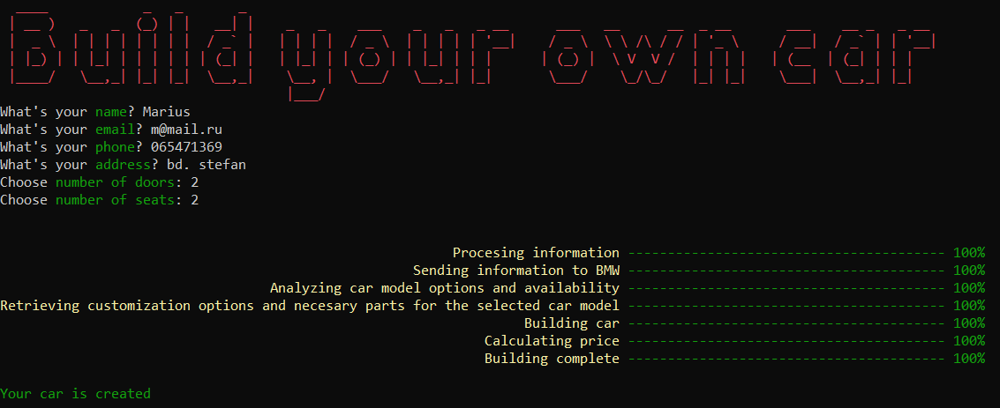 Build your own car
What's your name? Marius
What's your email? m@mail.ru
What's your phone? 065471369
What's your address? bd. stefan
Choose number of doors: 2
Choose number of seats: 2
Procesing information ---------------------------------------- 100%
Sending information to BMW ---------------------------------------- 100%
Analyzing car model options and availability ---------------------------------------- 100%
Retrieving customization options and necesary parts for the selected car model ---------------------------------------- 100%
Building car ---------------------------------------- 100%
Calculating price ---------------------------------------- 100%
Building complete ---------------------------------------- 100%
Your car is created